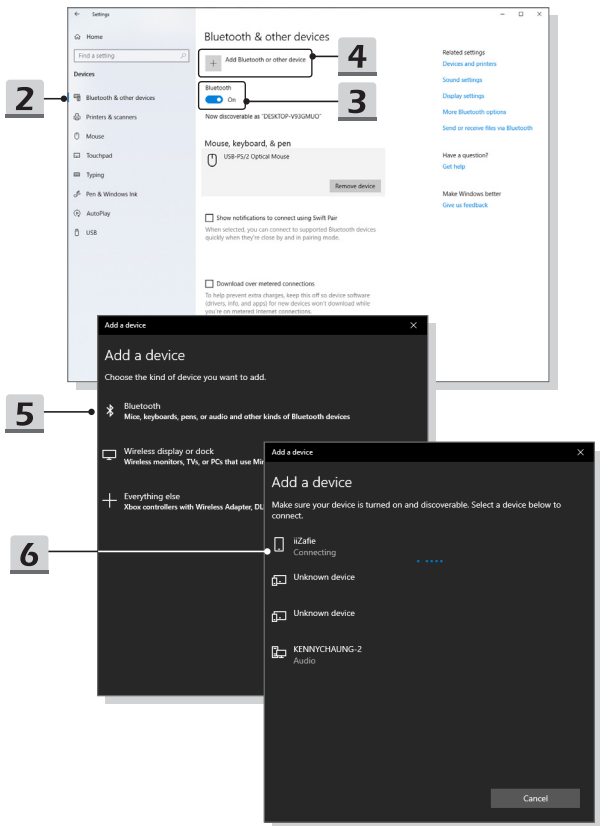 Settings
Home
Find a setting
Devices
Bluetooth & other devices
Printers & scanners
Mouse
Touchpad
Typing
Pen & Windows Ink
AutoPlay
USB
Bluetooth & other devices
Add Bluetooth or other device
Bluetooth
On
Now discoverable as "DESKTOP-V93GMUO"
Mouse, keyboard, & pen
USB-PS/2 Optical Mouse
Remove device
Show notifications to connect using Swift Pair
When selected, you can connect to supported Bluetooth devices
quickly when they're close by and in pairing mode.
Download over metered connections
To help prevent extra charges, keep this off so device software
(drivers, info, and apps) for new devices won't download while
you're on metered internet connections.
Related settings
Devices and printers
Sound settings
Display settings
More Bluetooth options
Send or receive files via Bluetooth
Have a question?
Get help
Make Windows better
Give us feedback
2
4
3
Add a device
Add a device
Choose the kind of device you want to add.
5
Bluetooth
Mice, keyboards, pens, or audio and other kinds of Bluetooth devices
Wireless display or dock
Wireless monitors, TVs, or PCs that use Mir
Everything else
Xbox controllers with Wireless Adapter, DL
Add a device
Add a device
Make sure your device is turned on and discoverable. Select a device below to
connect.
6
iiZafie
Connecting
Unknown device
Unknown device
KENNYCHAUNG-2
Audio
Cancel